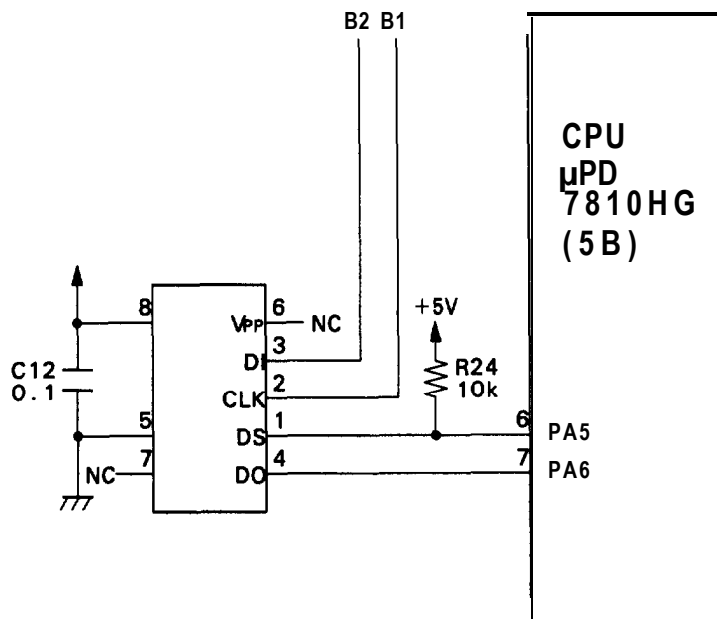 B2 B1
CPU
µPD
7810HG
(5B)
8
6
VPP
NC
+5V
3
DI
R24
10k
C12
0.1
2
CLK
5
1
DS
6
PA5
7
NC
4
DO
7
PA6